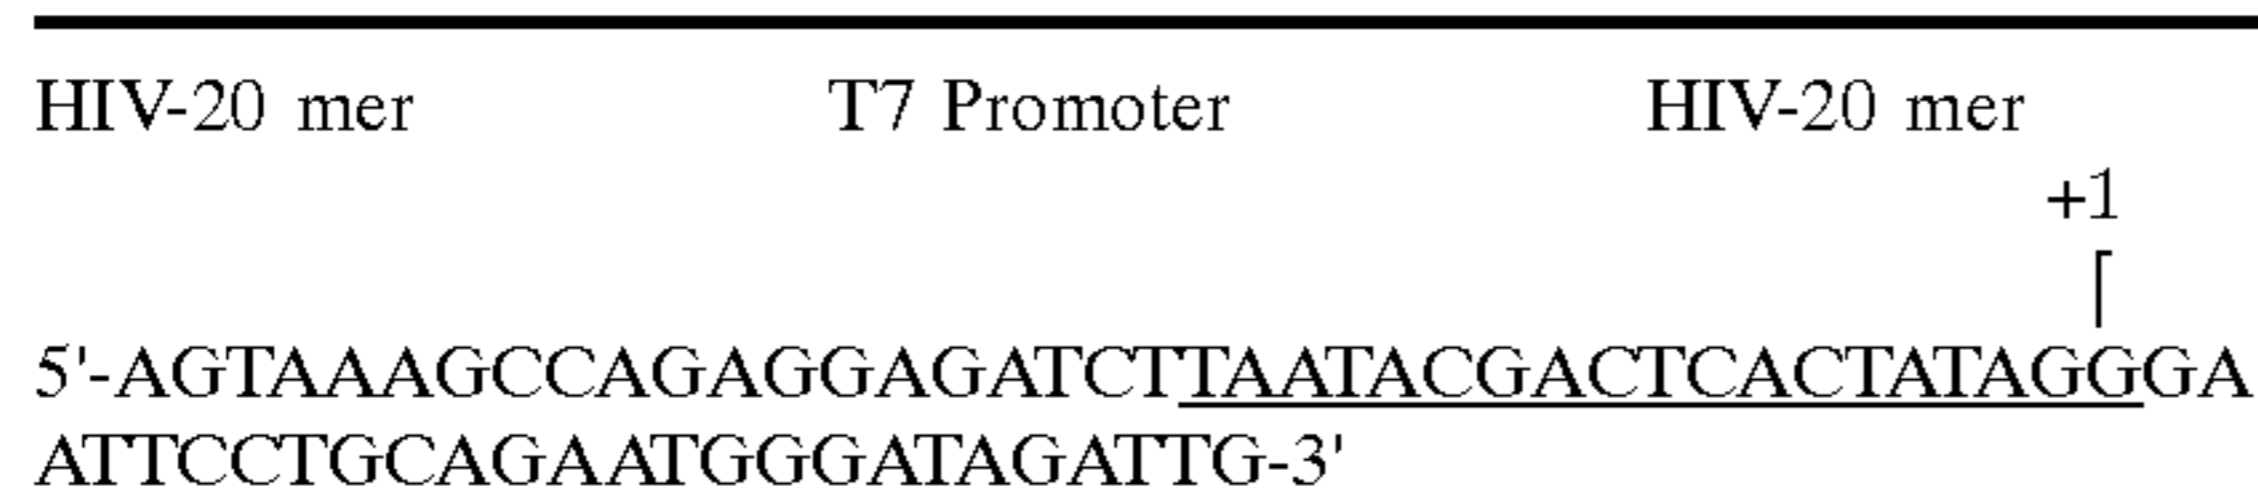 HIV-20 mer T7 Promoter HIV-20 mer
+1
5'-AGTAAAGCCAGAGGAGATCTTAATACGACTCACTATAGGGA
ATTCCTGCAGAATGGGATAGATTG-3'